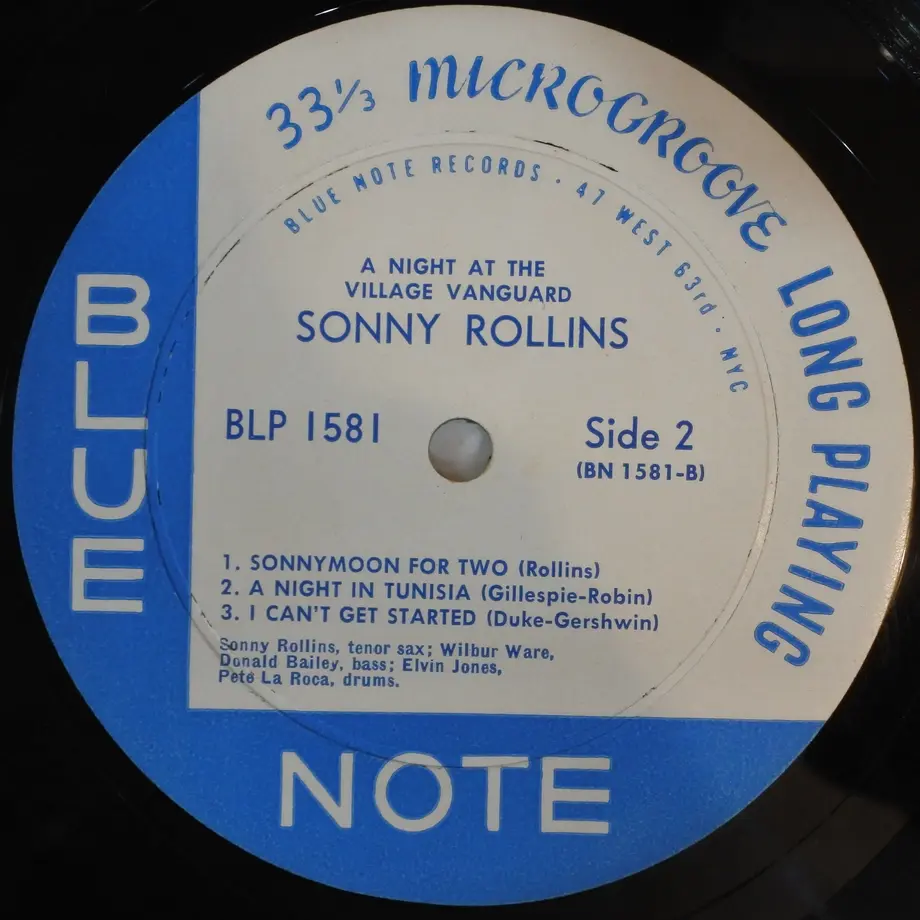 33⅓ MICROGROOVE LONG PLAYING
BLUE NOTE RECORDS · 47 WEST 63rd · NYC
A NIGHT AT THE
VILLAGE VANGUARD
SONNY ROLLINS
BLP 1581
Side 2
(BN 1581-B)
1. SONNYMOON FOR TWO (Rollins)
2. A NIGHT IN TUNISIA (Gillespie-Robin)
3. I CAN'T GET STARTED (Duke-Gershwin)
Sonny Rollins, tenor sax; Wilbur Ware,
Donald Bailey, bass; Elvin Jones,
Pete La Roca, drums.
BLUE
NOTE